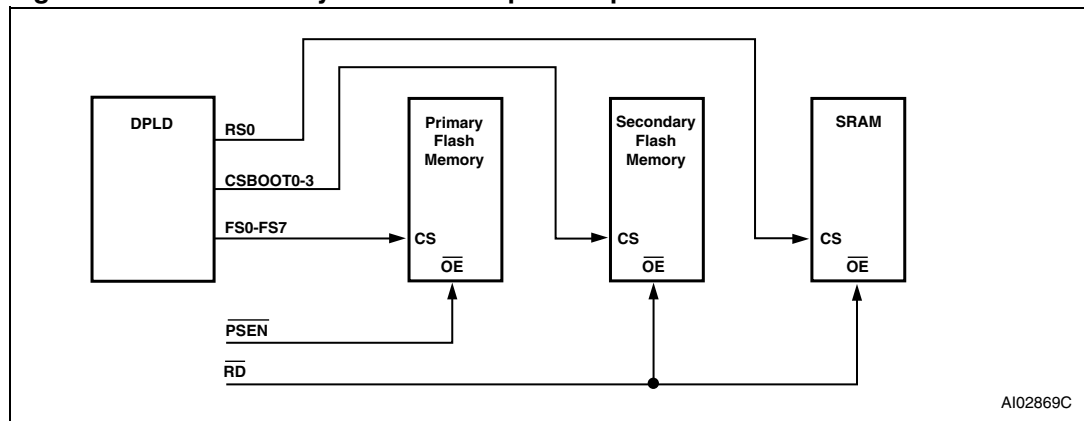 DPLD
RS0
CSBOOT0-3
FS0-FS7
Primary
Flash
Memory
CS
OE
Secondary
Flash
Memory
CS
OE
SRAM
CS
OE
PSEN
RD
AI02869C